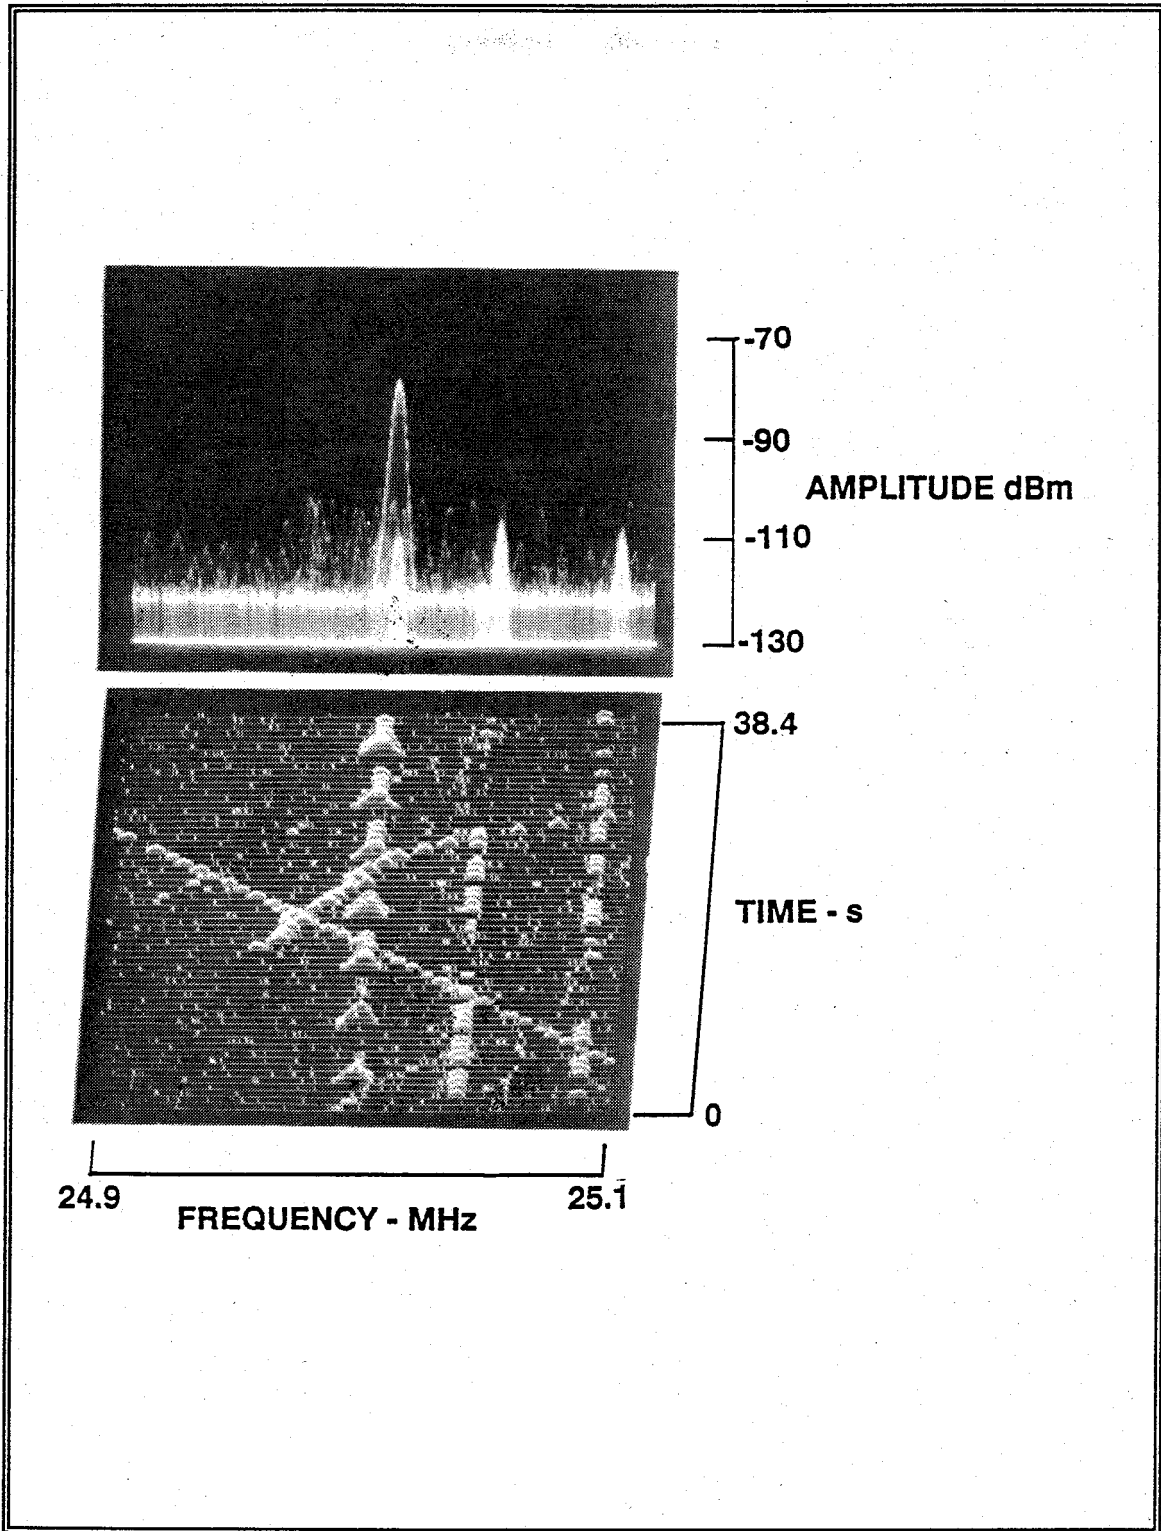 -70
-90
AMPLITUDE dBm
-110
-130
38.4
TIME - s
0
24.9
25.1
FREQUENCY - MHz